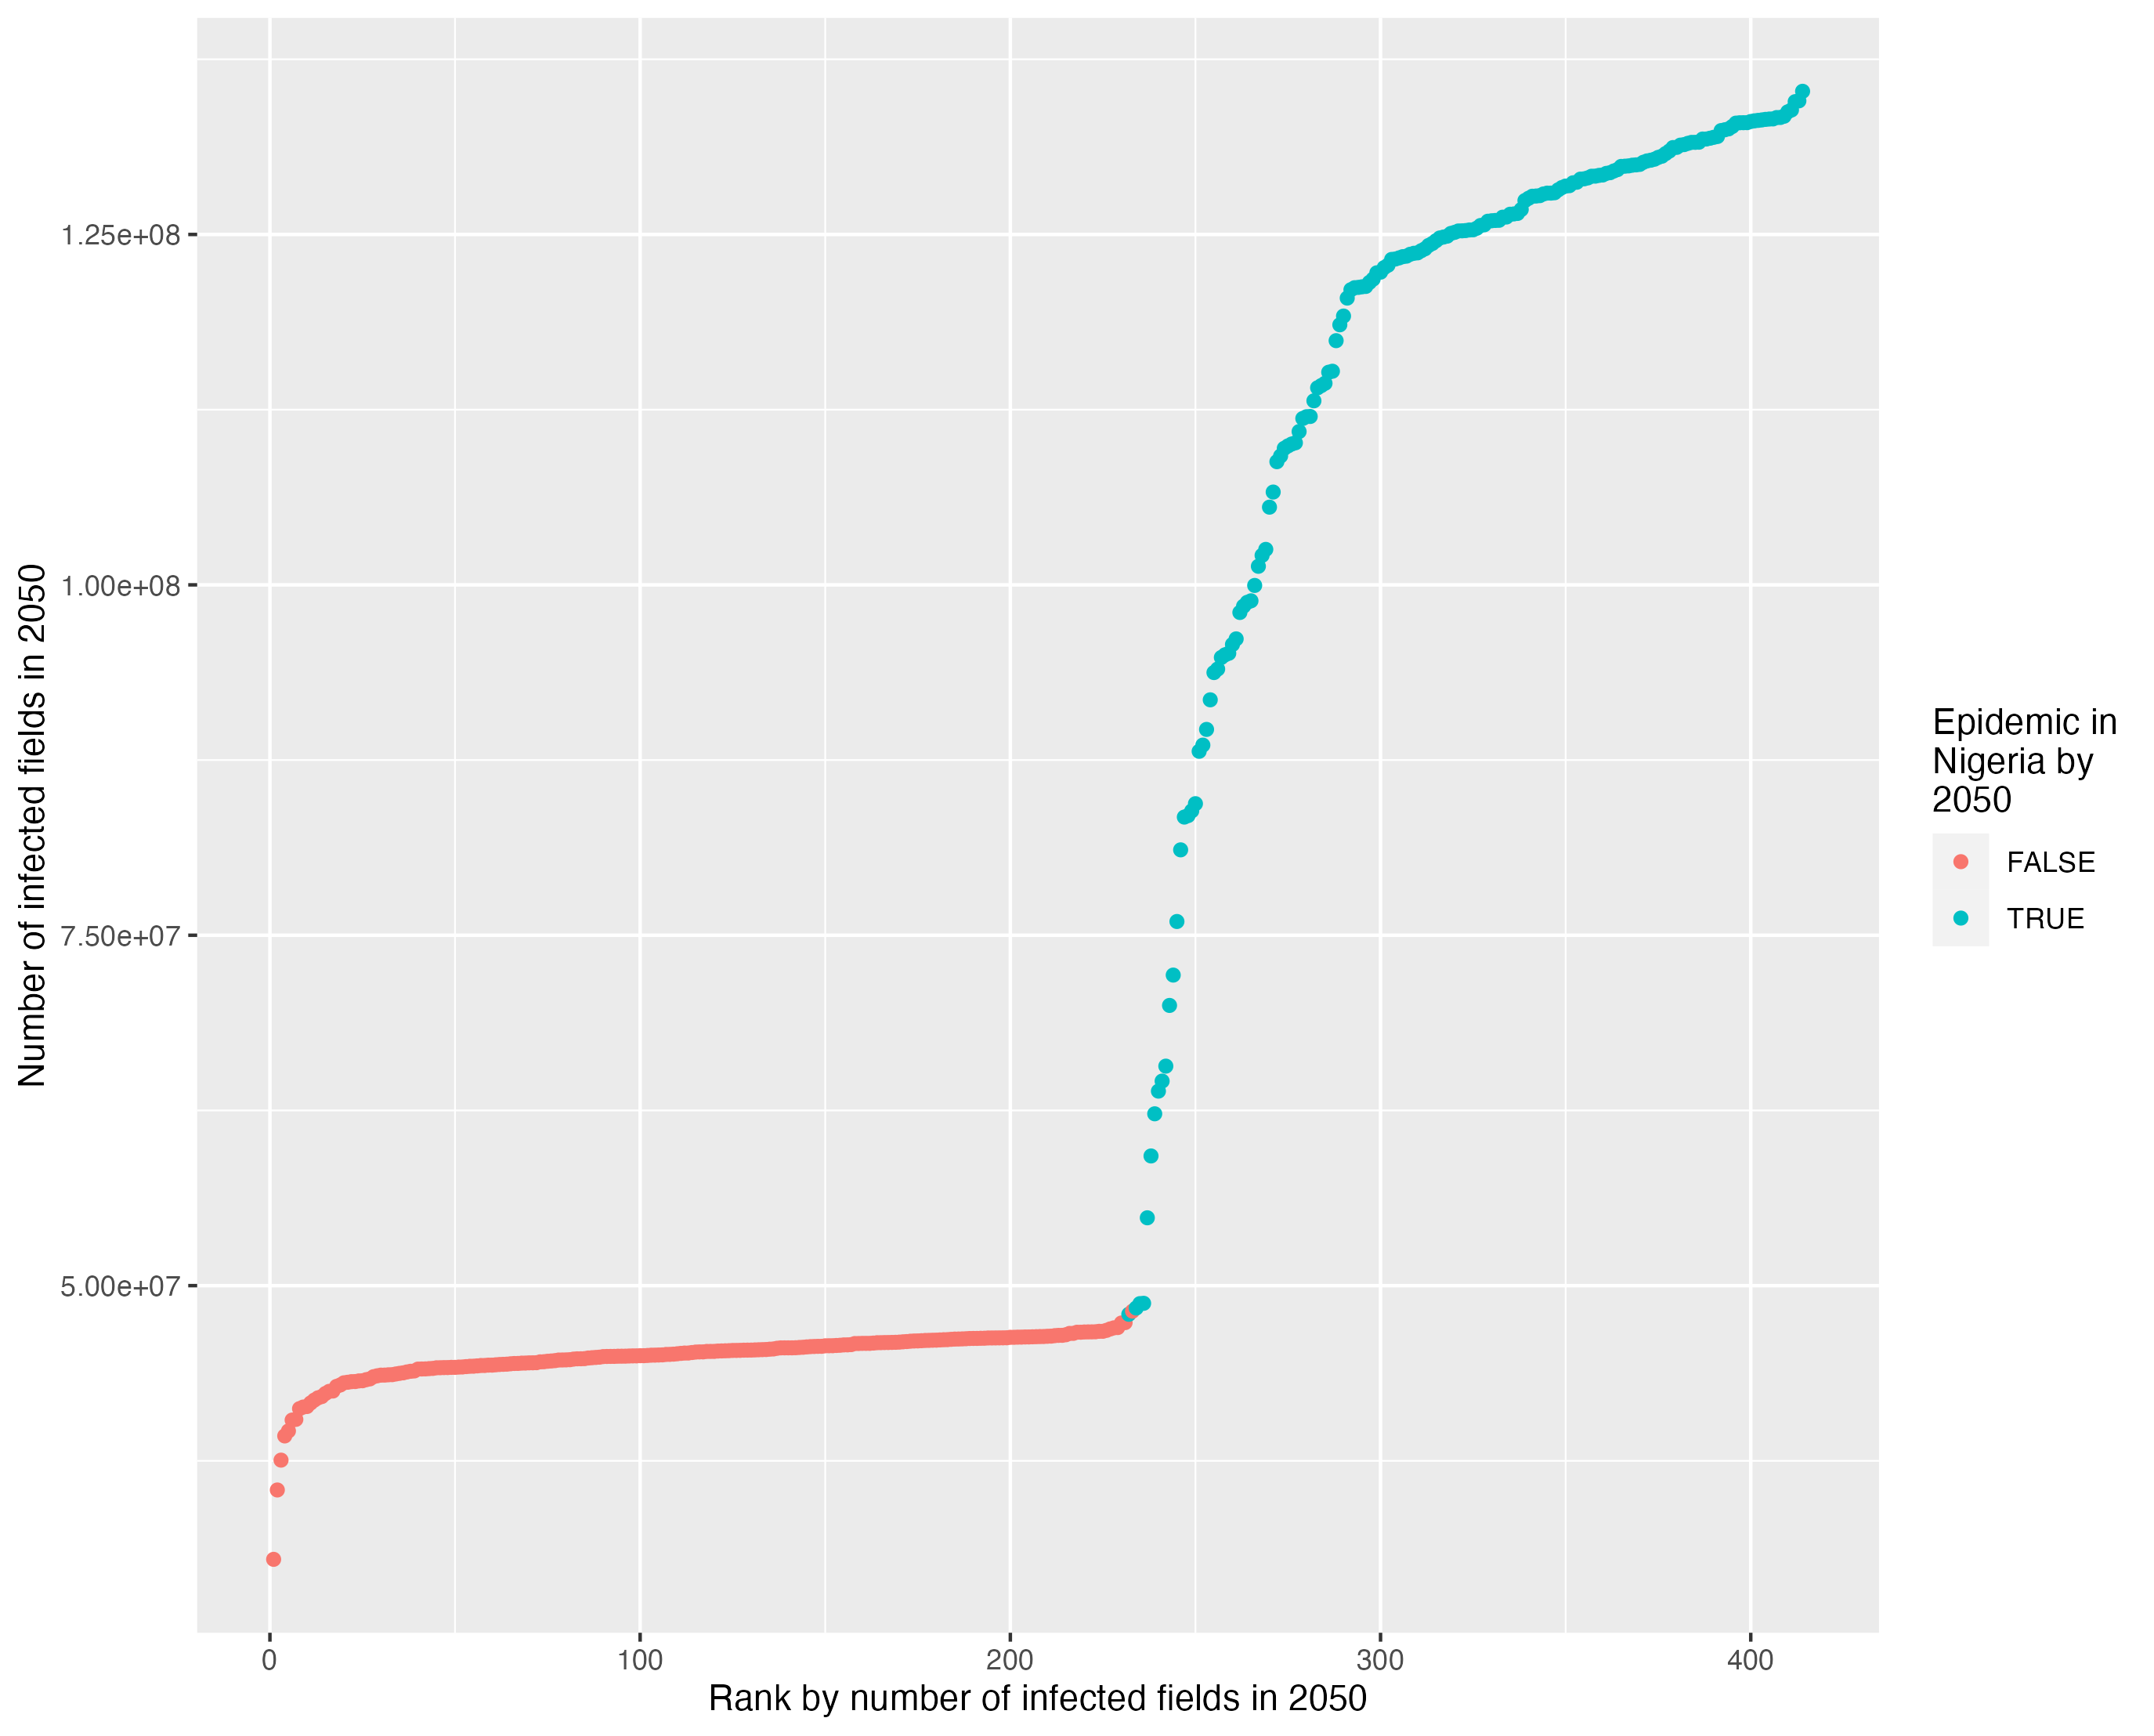 Number of infected fields in 2050
1.25e+08
1.00e+08
7.50e+07
5.00e+07
0
100
200
300
400
Rank by number of infected fields in 2050
Epidemic in
Nigeria by
2050
FALSE
TRUE